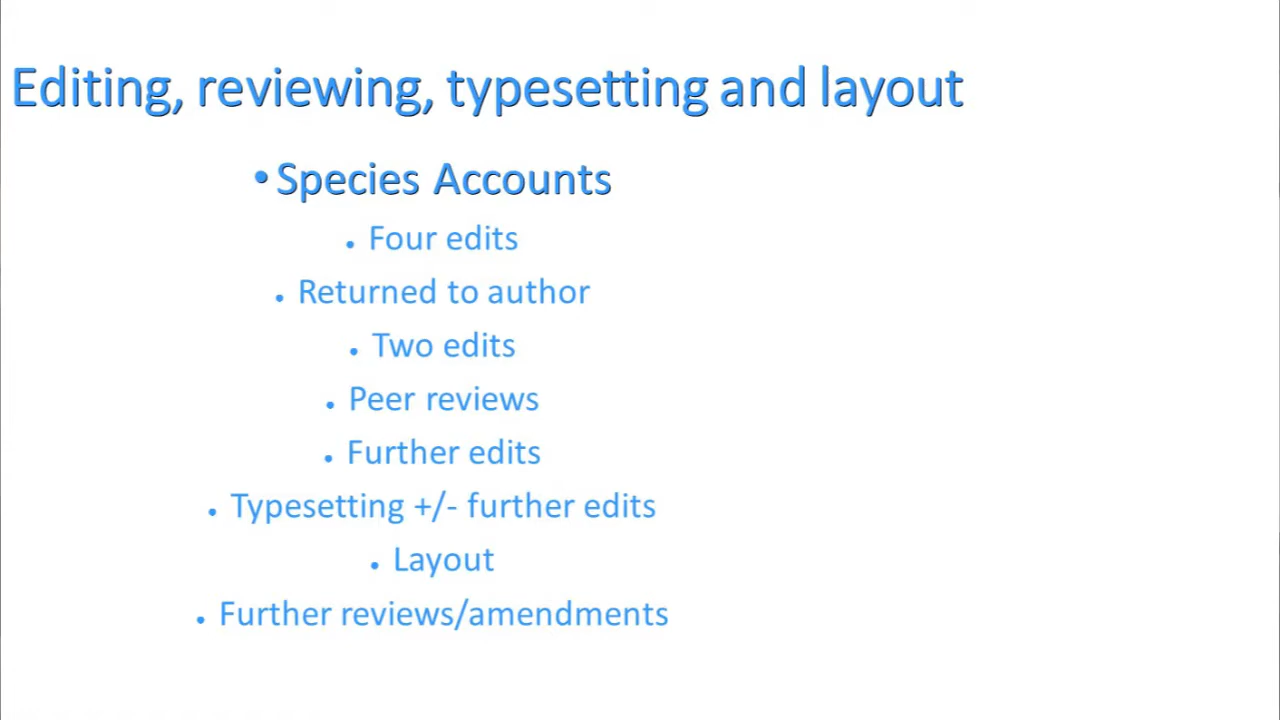 Editing, reviewing, typesetting and layout
• Species Accounts
• Four edits
• Returned to author
• Two edits
• Peer reviews
• Further edits
• Typesetting +/- further edits
• Layout
• Further reviews/amendments